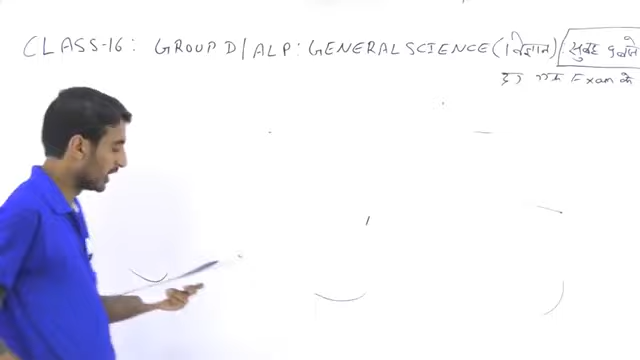 CLASS-16: GROUP D/ALP: GENERAL SCIENCE (विज्ञान): सुबह 9 बजे
Exam के